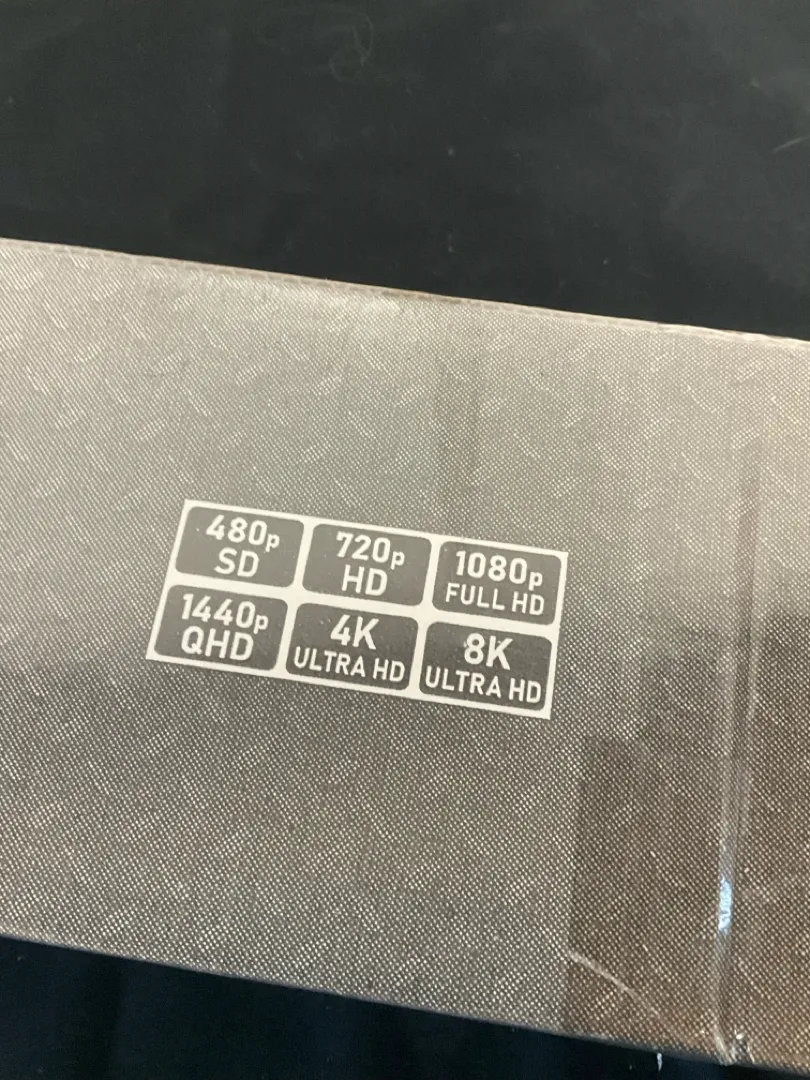 480p
SD
720p
HD
1080p
FULL HD
1440p
QHD
4K
ULTRA HD
8K
ULTRA HD